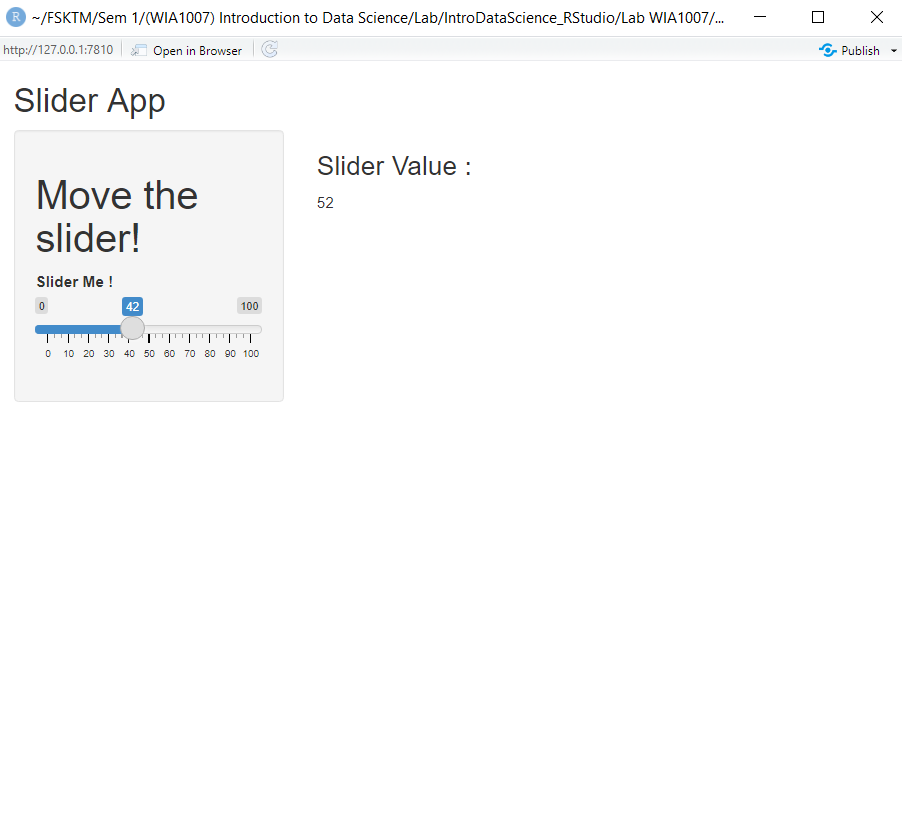 R ~/FSKTM/Sem 1/(WIA1007) Introduction to Data Science/Lab/IntroDataScience_RStudio/Lab WIA1007/...
http://127.0.0.1:7810 Open in Browser Publish
Slider App
Move the
slider!
Slider Me !
0 42 100
0 10 20 30 40 50 60 70 80 90 100
Slider Value :
52